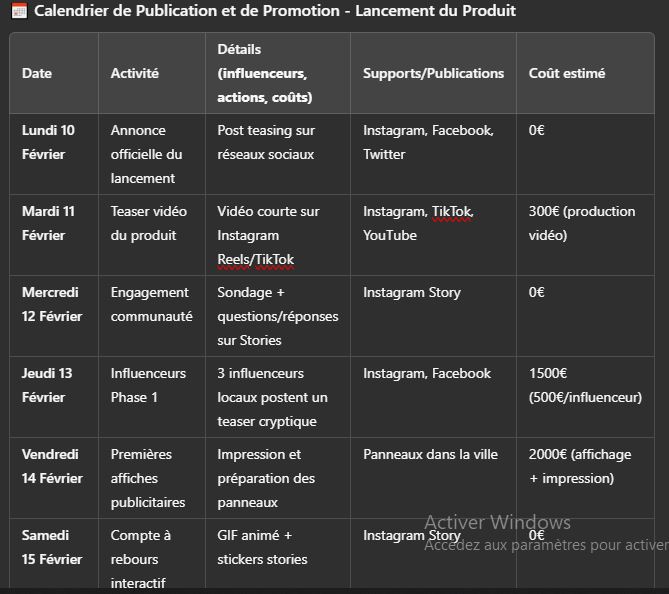 Calendrier de Publication et de Promotion - Lancement du Produit
Date
Activité
Détails
(influenceurs,
actions, coûts)
Supports/Publications
Coût estimé
Lundi 10
Février
Annonce
officielle du
lancement
Post teasing sur
réseaux sociaux
Instagram, Facebook,
Twitter
0€
Mardi 11
Février
Teaser vidéo
du produit
Vidéo courte sur
Instagram
Reels/TikTok
Instagram, TikTok,
YouTube
300€ (production
vidéo)
Mercredi
12 Février
Engagement
communauté
Sondage +
questions/réponses
sur Stories
Instagram Story
0€
Jeudi 13
Février
Influenceurs
Phase 1
3 influenceurs
locaux postent un
teaser cryptique
Instagram, Facebook
1500€
(500€/influenceur)
Vendredi
14 Février
Premières
affiches
publicitaires
Impression et
préparation des
panneaux
Panneaux dans la ville
2000€ (affichage
+ impression)
Samedi
15 Février
Compte à
rebours
interactif
GIF animé +
stickers stories
Instagram Story
0€
Activer Windows
Accédez aux paramètres pour activer